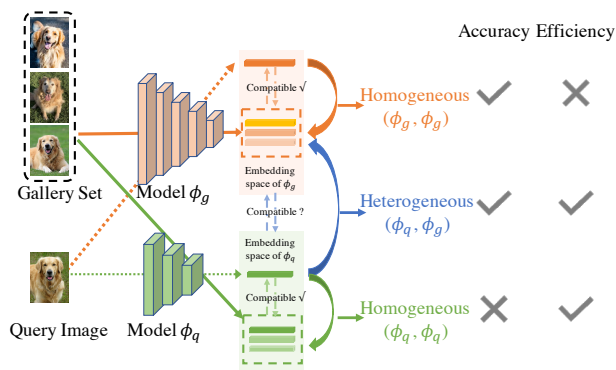 Accuracy Efficiency
Compatible √
Homogeneous
(ϕg, ϕg)
Gallery Set
Model ϕg
Embedding
space of ϕg
Compatible ?
Heterogeneous
(ϕq, ϕg)
Embedding
space of ϕq
Compatible √
Homogeneous
(ϕq, ϕq)
Query Image
Model ϕq